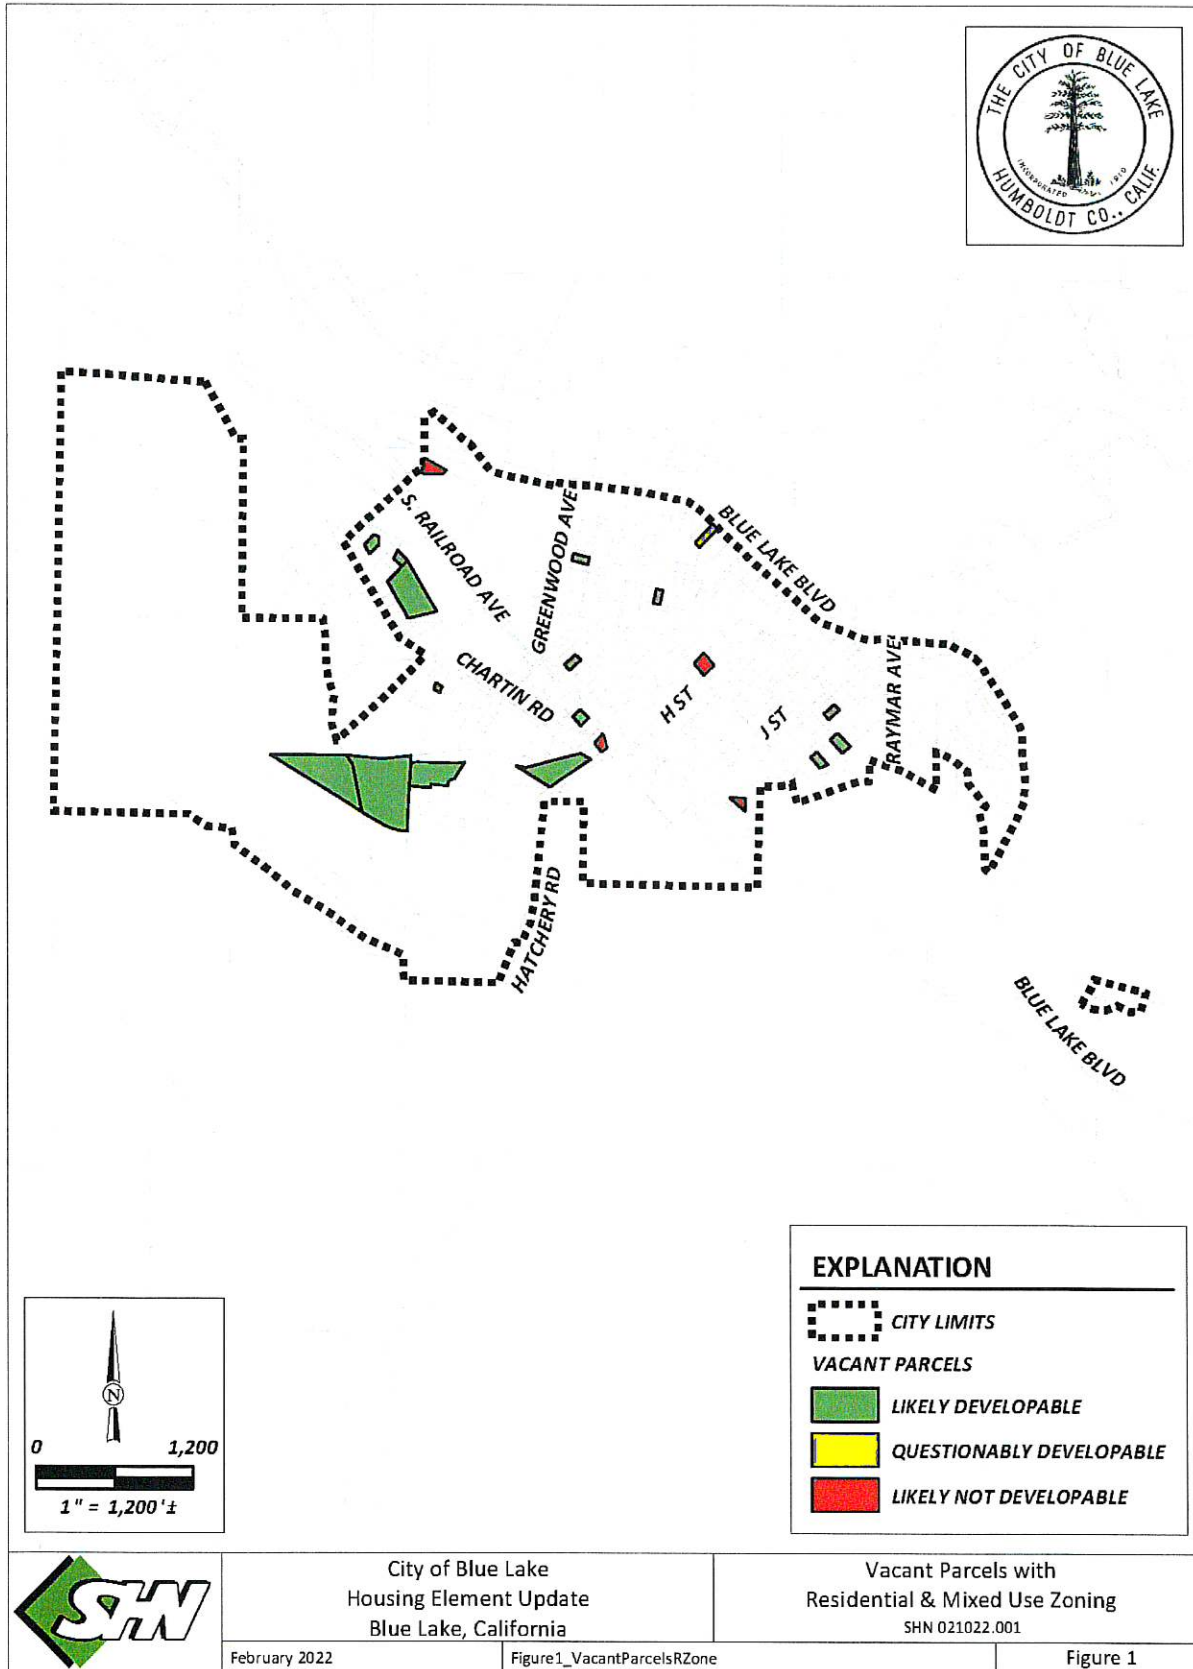 THE CITY OF BLUE LAKE
INCORPORATED 1910
HUMBOLDT CO., CALIF.
S. RAILROAD AVE
GREENWOOD AVE
BLUE LAKE BLVD
CHARTIN RD
H ST
J ST
RAYMAR AVE
HATCHERY RD
BLUE LAKE BLVD
EXPLANATION
CITY LIMITS
VACANT PARCELS
LIKELY DEVELOPABLE
QUESTIONABLY DEVELOPABLE
LIKELY NOT DEVELOPABLE
N
0 1,200
1" = 1,200'±
SHN
City of Blue Lake
Housing Element Update
Blue Lake, California
Vacant Parcels with
Residential & Mixed Use Zoning
SHN 021022.001
February 2022
Figure1_VacantParcelsRZone
Figure 1